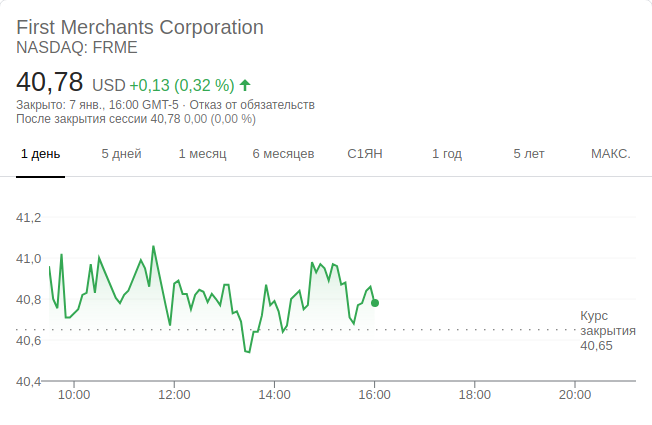 First Merchants Corporation
NASDAQ: FRME
40,78 USD +0,13 (0,32 %)
Закрыто: 7 янв., 16:00 GMT-5 · Отказ от обязательств
После закрытия сессии 40,78 0,00 (0,00 %)
1 день 5 дней 1 месяц 6 месяцев С1ЯН 1 год 5 лет МАКС.
41,2
41,0
40,8
40,6
40,4
Курс
закрытия
40,65
10:00 12:00 14:00 16:00 18:00 20:00